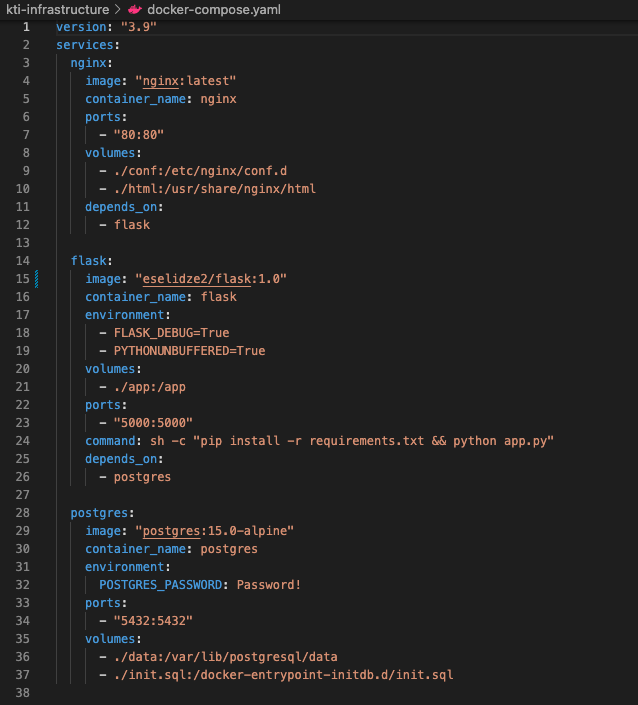 kti-infrastructure > docker-compose.yaml
1 version: "3.9"
2 services:
3   nginx:
4     image: "nginx:latest"
5     container_name: nginx
6     ports:
7       - "80:80"
8     volumes:
9       - ./conf:/etc/nginx/conf.d
10       - ./html:/usr/share/nginx/html
11     depends_on:
12       - flask
13
14   flask:
15     image: "eselidze2/flask:1.0"
16     container_name: flask
17     environment:
18       - FLASK_DEBUG=True
19       - PYTHONUNBUFFERED=True
20     volumes:
21       - ./app:/app
22     ports:
23       - "5000:5000"
24     command: sh -c "pip install -r requirements.txt && python app.py"
25     depends_on:
26       - postgres
27
28   postgres:
29     image: "postgres:15.0-alpine"
30     container_name: postgres
31     environment:
32       POSTGRES_PASSWORD: Password!
33     ports:
34       - "5432:5432"
35     volumes:
36       - ./data:/var/lib/postgresql/data
37       - ./init.sql:/docker-entrypoint-initdb.d/init.sql
38